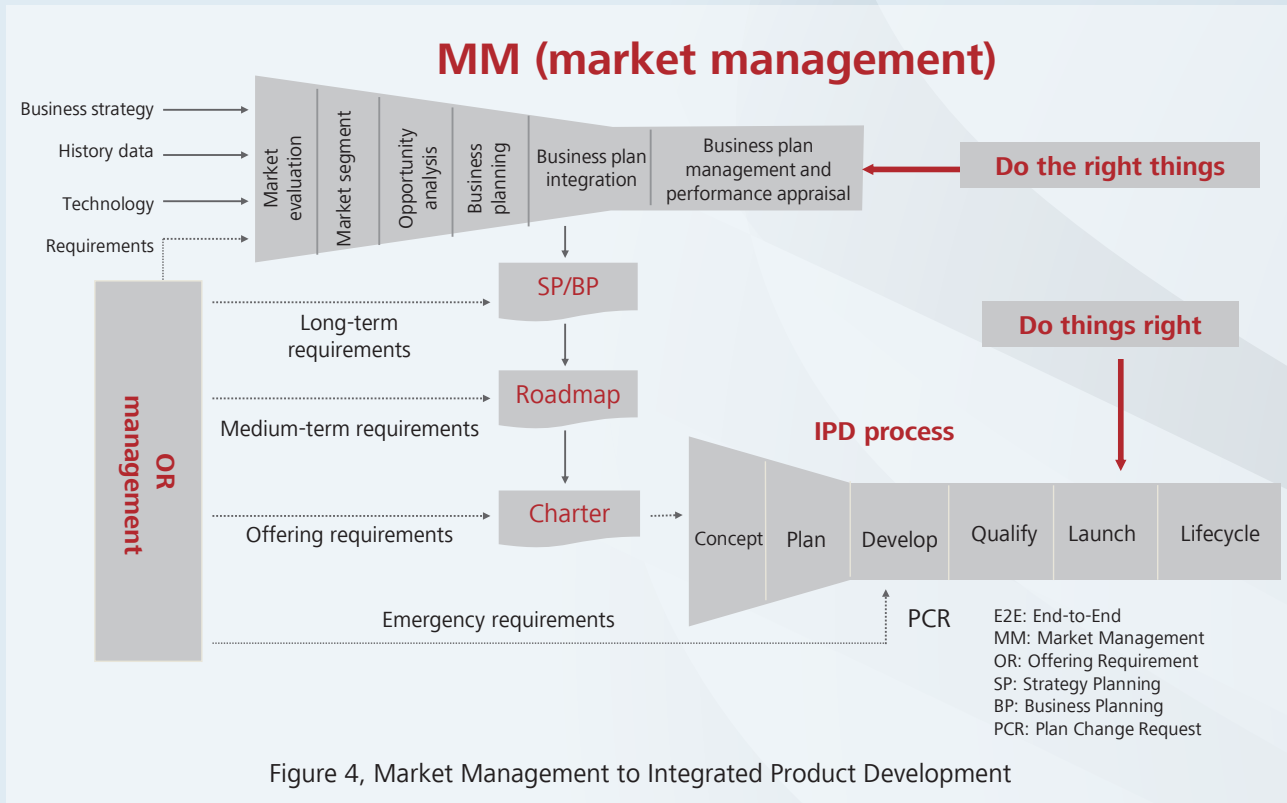 MM (market management)
Business strategy
History data
Technology
Requirements
Market
evaluation
Market segment
Opportunity
analysis
Business
planning
Business plan
integration
Business plan
management and
performance appraisal
Do the right things
SP/BP
Long-term
requirements
Do things right
OR
management
Roadmap
Medium-term requirements
IPD process
Charter
Offering requirements
Concept
Plan
Develop
Qualify
Launch
Lifecycle
Emergency requirements
PCR
E2E: End-to-End
MM: Market Management
OR: Offering Requirement
SP: Strategy Planning
BP: Business Planning
PCR: Plan Change Request
Figure 4, Market Management to Integrated Product Development